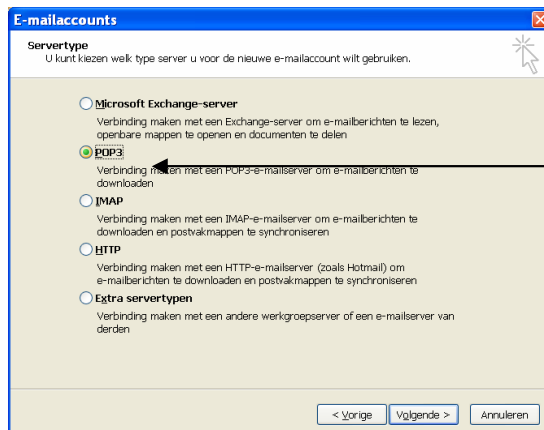 E-mailaccounts
Servertype
U kunt kiezen welk type server u voor de nieuwe e-mailaccount wilt gebruiken.
Microsoft Exchange-server
Verbinding maken met een Exchange-server om e-mailberichten te lezen,
openbare mappen te openen en documenten te delen
POP3
Verbinding maken met een POP3-e-mailserver om e-mailberichten te
downloaden
IMAP
Verbinding maken met een IMAP-e-mailserver om e-mailberichten te
downloaden en postvakmappen te synchroniseren
HTTP
Verbinding maken met een HTTP-e-mailserver (zoals Hotmail) om
e-mailberichten te downloaden en postvakmappen te synchroniseren
Extra servertypen
Verbinding maken met een andere werkgroepserver of een e-mailserver van
derden
< Vorige Volgende > Annuleren